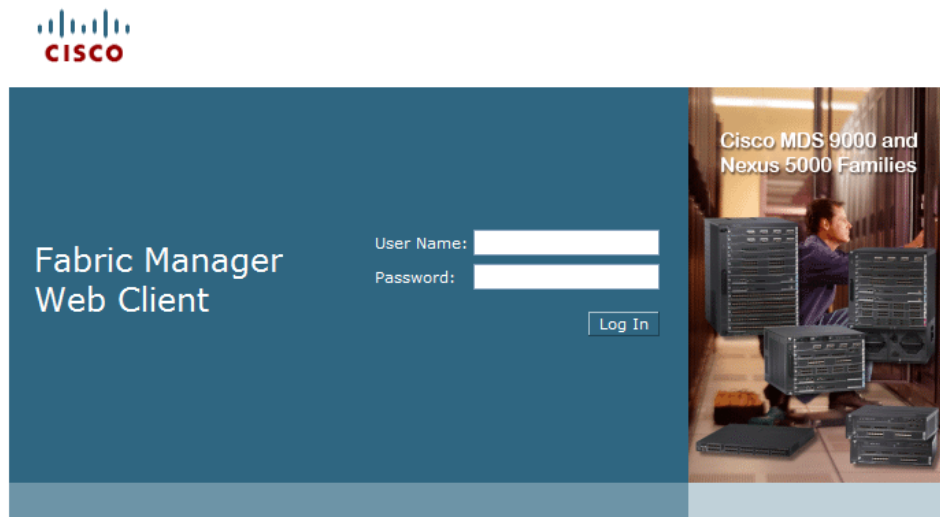 CISCO
Cisco MDS 9000 and
Nexus 5000 Families
Fabric Manager
Web Client
User Name:
Password:
Log In